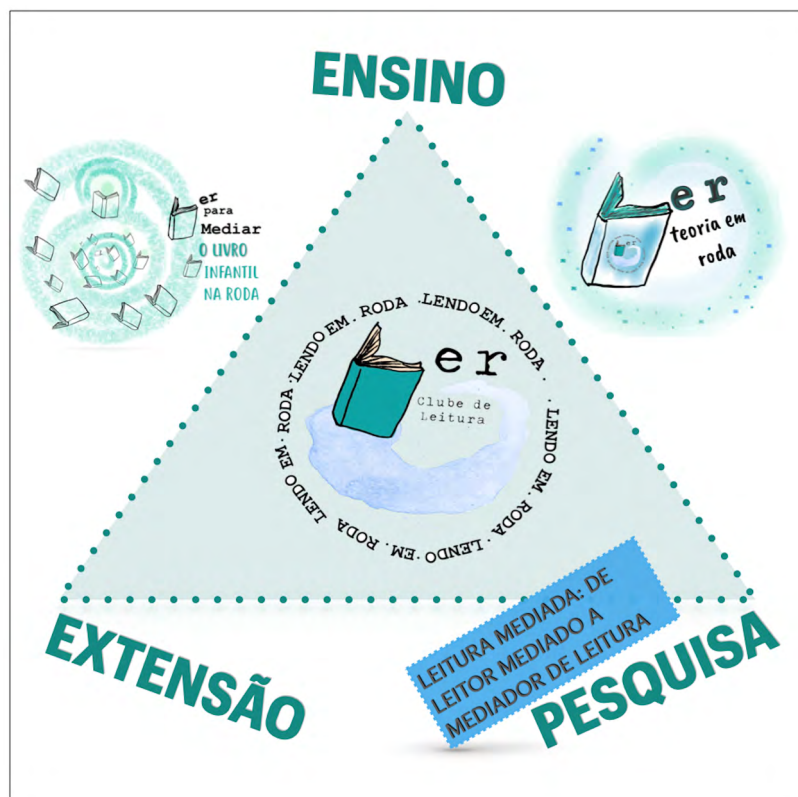 ENSINO
er
para
Mediar
O LIVRO
INFANTIL
NA RODA
er
teoria em
roda
er
LENDO EM. RODA .LENDO EM. RODA. . LENDO EM. RODA. LENDO. EM. RODA. LENDO EM. RODA.
er
Clube de
Leitura
LEITURA MEDIADA: DE
LEITOR MEDIADO A
MEDIADOR DE LEITURA
EXTENSÃO
PESQUISA